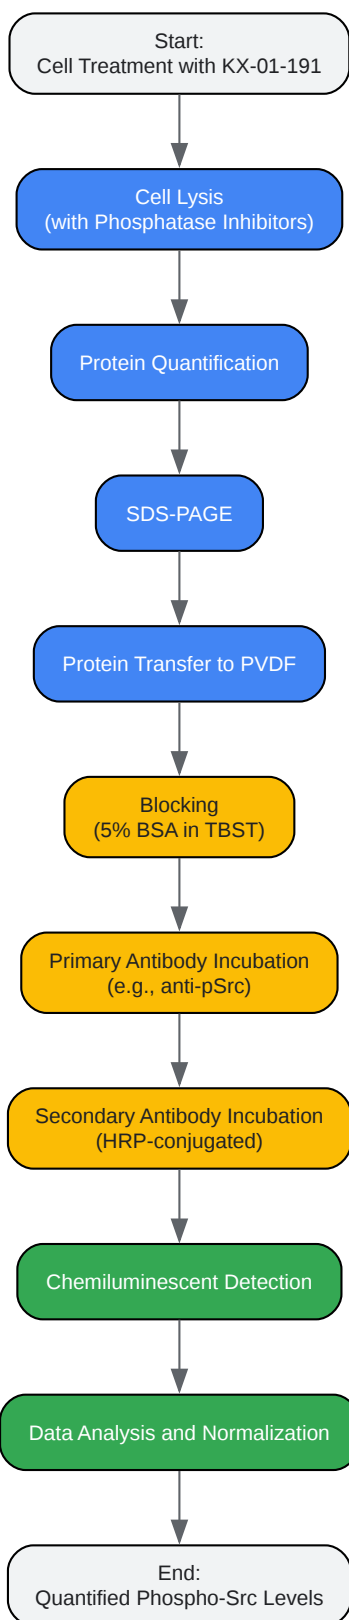 Start:
Cell Treatment with KX-01-191
Cell Lysis
(with Phosphatase Inhibitors)
Protein Quantification
SDS-PAGE
Protein Transfer to PVDF
Blocking
(5% BSA in TBST)
Primary Antibody Incubation
(e.g., anti-pSrc)
Secondary Antibody Incubation
(HRP-conjugated)
Chemiluminescent Detection
Data Analysis and Normalization
End:
Quantified Phospho-Src Levels